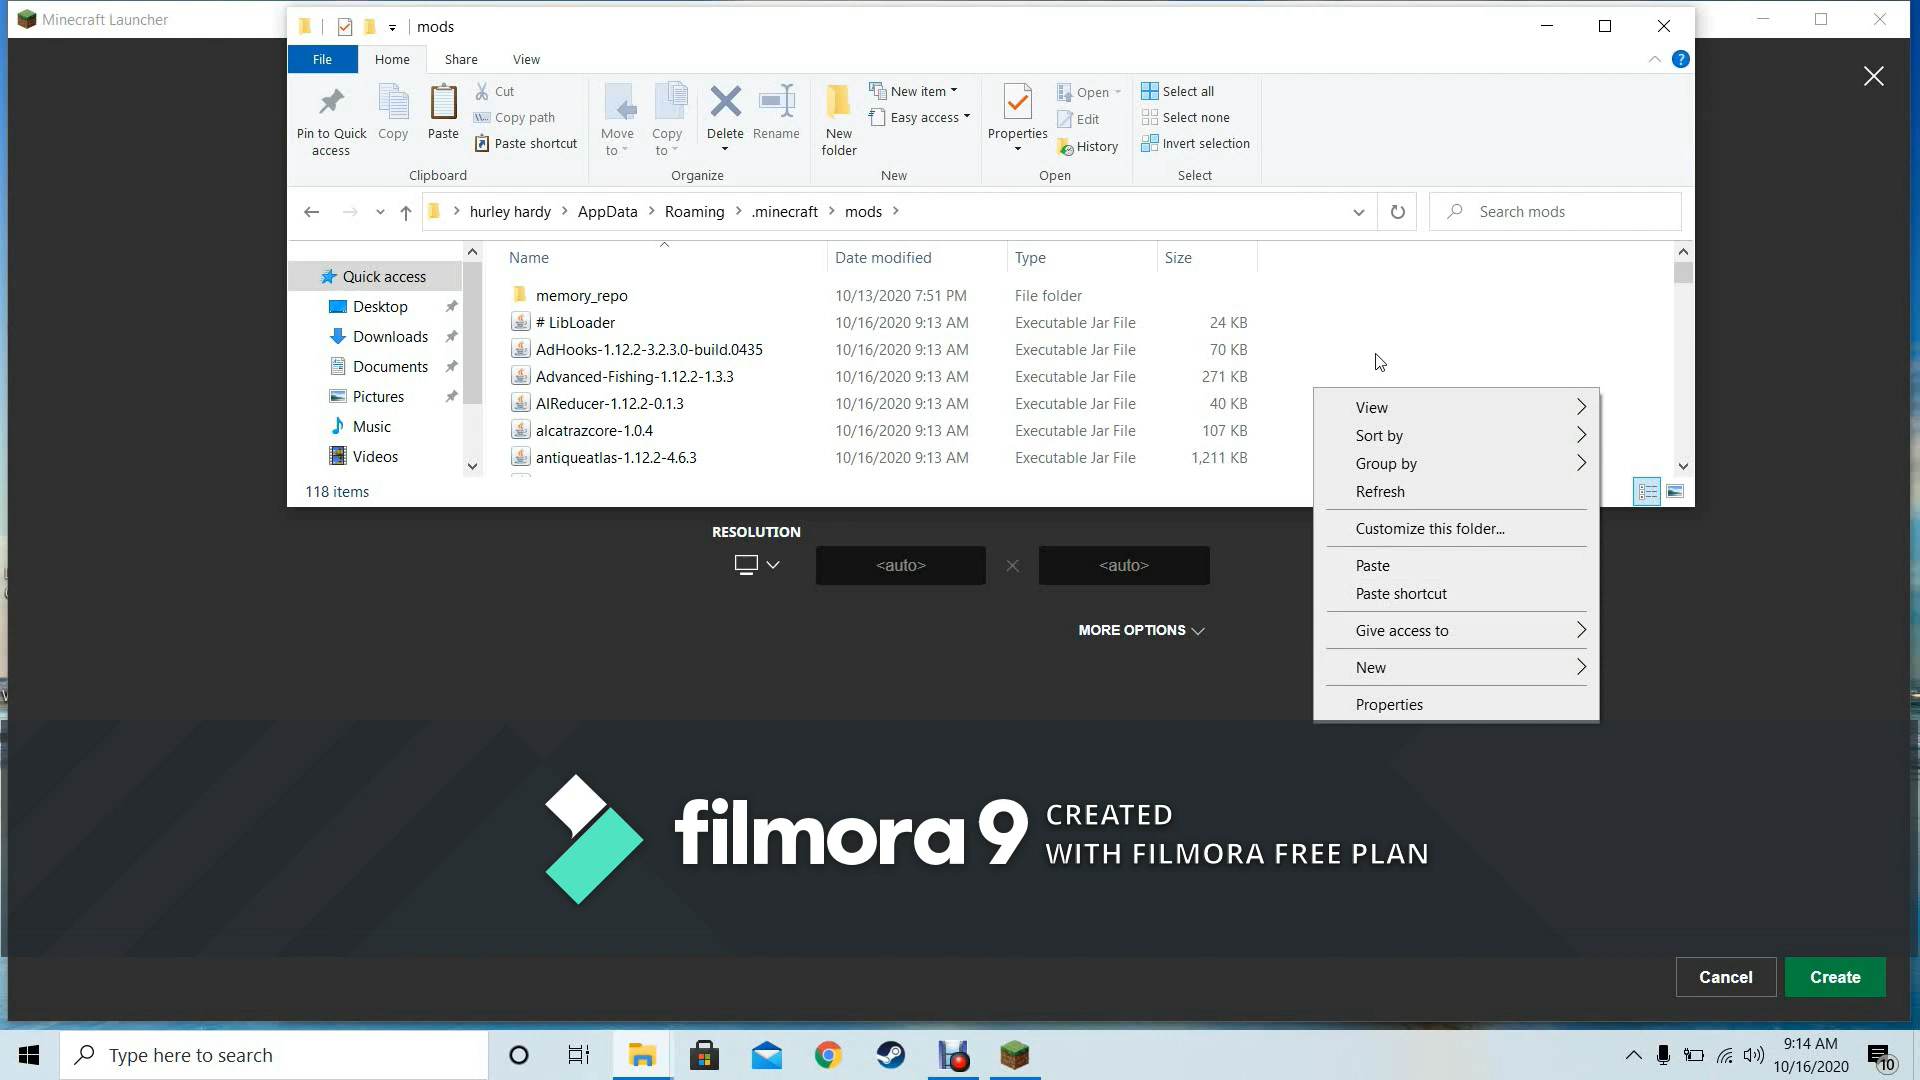 Minecraft Launcher
mods
File Home Share View
Pin to Quick access
Copy
Paste
Cut
Copy path
Paste shortcut
Clipboard
Move to
Copy to
Delete
Rename
Organize
New folder
New item
Easy access
New
Properties
Open
Edit
History
Open
Select all
Select none
Invert selection
Select
hurley hardy > AppData > Roaming > .minecraft > mods >
Search mods
Quick access
Desktop
Downloads
Documents
Pictures
Music
Videos
Name Date modified Type Size
memory_repo 10/13/2020 7:51 PM File folder
# LibLoader 10/16/2020 9:13 AM Executable Jar File 24 KB
AdHooks-1.12.2-3.2.3.0-build.0435 10/16/2020 9:13 AM Executable Jar File 70 KB
Advanced-Fishing-1.12.2-1.3.3 10/16/2020 9:13 AM Executable Jar File 271 KB
AIReducer-1.12.2-0.1.3 10/16/2020 9:13 AM Executable Jar File 40 KB
alcatrazcore-1.0.4 10/16/2020 9:13 AM Executable Jar File 107 KB
antiqueatlas-1.12.2-4.6.3 10/16/2020 9:13 AM Executable Jar File 1,211 KB
118 items
View
Sort by
Group by
Refresh
Customize this folder...
Paste
Paste shortcut
Give access to
New
Properties
RESOLUTION
<auto> <auto>
MORE OPTIONS
filmora 9
CREATED
WITH FILMORA FREE PLAN
Cancel Create
Type here to search
9:14 AM
10/16/2020
10